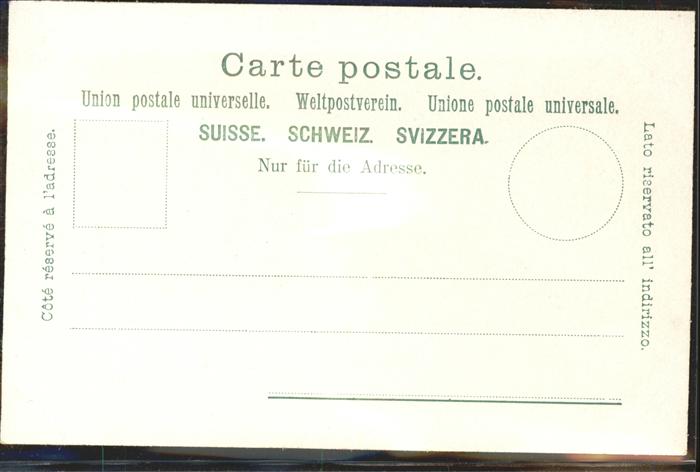 Carte postale.
Union postale universelle. Weltpostverein. Unione postale universale.
SUISSE. SCHWEIZ. SVIZZERA.
Nur für die Adresse.
Côté réservé à l'adresse.
Lato riservato all' indirizzo.